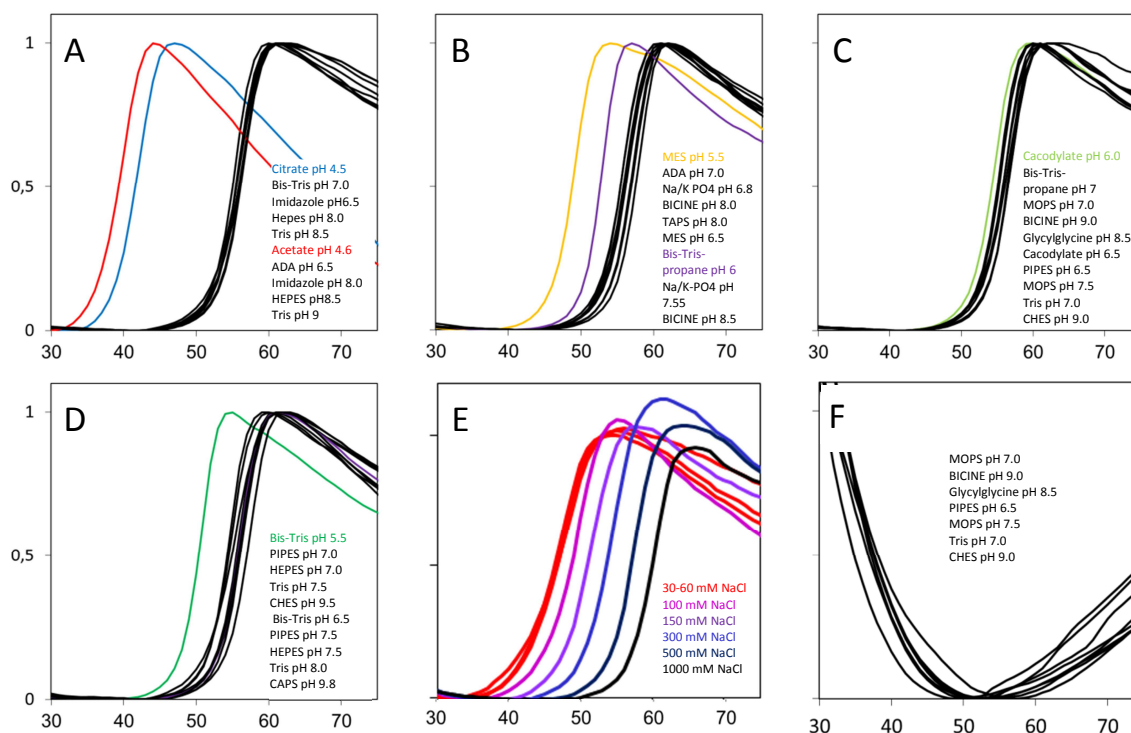 A
1
0,5
0
Citrate pH 4.5
Bis-Tris pH 7.0
Imidazole pH6.5
Hepes pH 8.0
Tris pH 8.5
Acetate pH 4.6
ADA pH 6.5
Imidazole pH 8.0
HEPES pH8.5
Tris pH 9
30 40 50 60 70
B
MES pH 5.5
ADA pH 7.0
Na/K PO4 pH 6.8
BICINE pH 8.0
TAPS pH 8.0
MES pH 6.5
Bis-Tris-
propane pH 6
Na/K-PO4 pH
7.55
BICINE pH 8.5
30 40 50 60 70
C
Cacodylate pH 6.0
Bis-Tris-
propane pH 7
MOPS pH 7.0
BICINE pH 9.0
Glycylglycine pH 8.5
Cacodylate pH 6.5
PIPES pH 6.5
MOPS pH 7.5
Tris pH 7.0
CHES pH 9.0
30 40 50 60 70
D
1
0,5
0
Bis-Tris pH 5.5
PIPES pH 7.0
HEPES pH 7.0
Tris pH 7.5
CHES pH 9.5
Bis-Tris pH 6.5
PIPES pH 7.5
HEPES pH 7.5
Tris pH 8.0
CAPS pH 9.8
30 40 50 60 70
E
30-60 mM NaCl
100 mM NaCl
150 mM NaCl
300 mM NaCl
500 mM NaCl
1000 mM NaCl
30 40 50 60 70
F
MOPS pH 7.0
BICINE pH 9.0
Glycylglycine pH 8.5
PIPES pH 6.5
MOPS pH 7.5
Tris pH 7.0
CHES pH 9.0
30 40 50 60 70